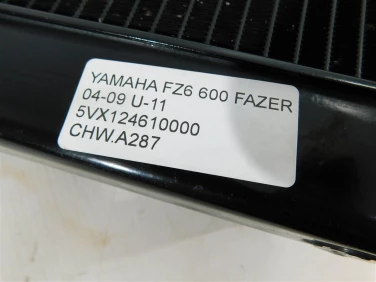 YAMAHA FZ6 600 FAZER
04-09 U-11
5VX124610000
CHW.A287